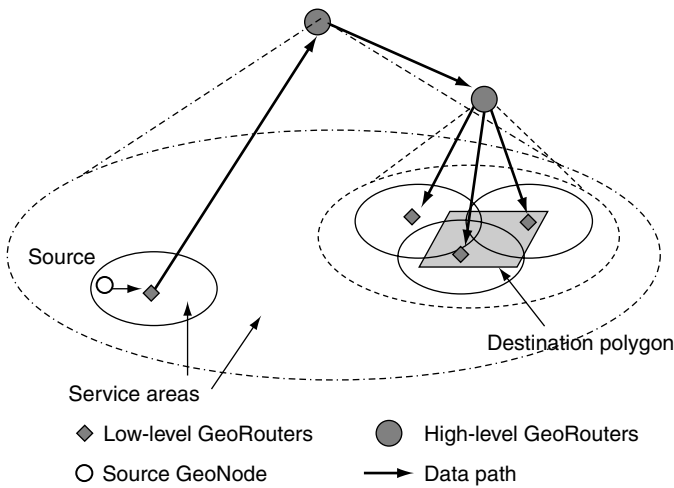 Source
Destination polygon
Service areas
Low-level GeoRouters
High-level GeoRouters
Source GeoNode
Data path